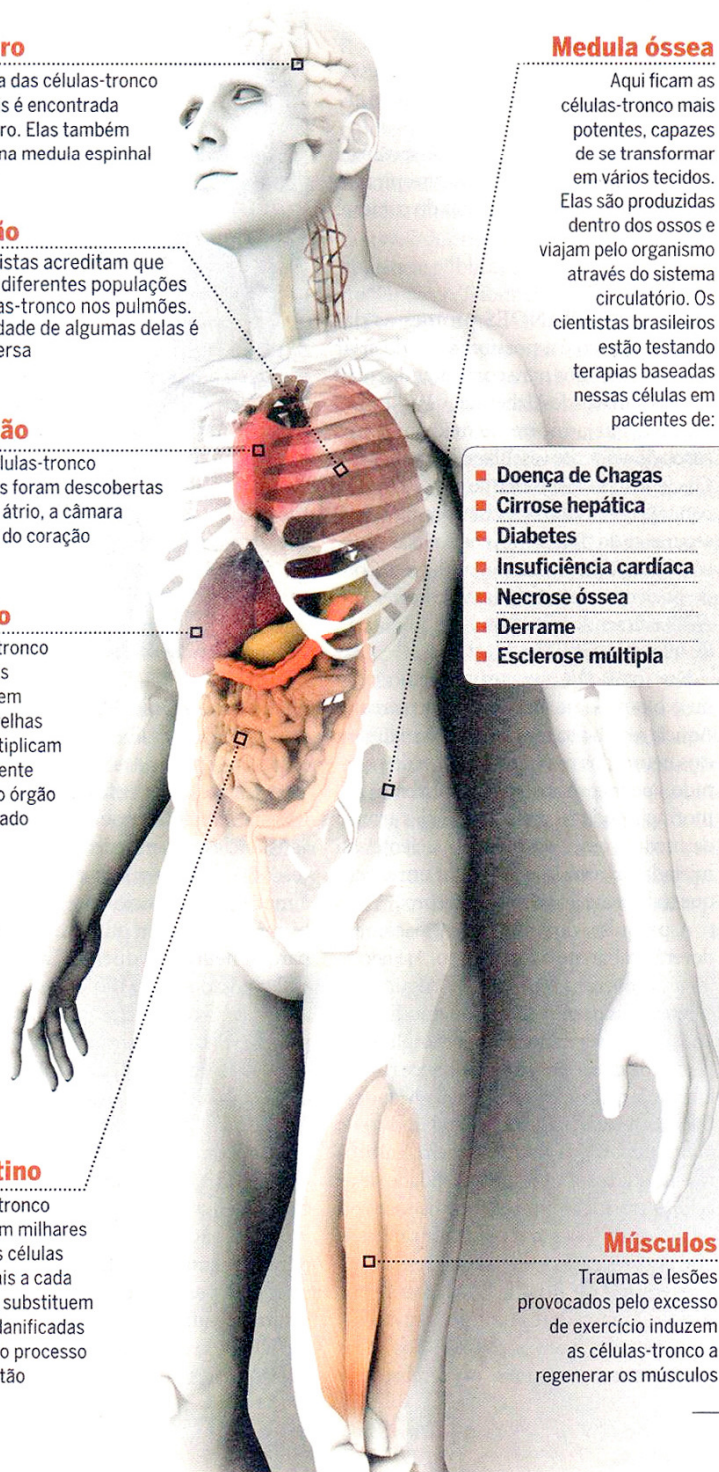 ro
a das células-tronco
s é encontrada
ro. Elas também
na medula espinhal
ão
istas acreditam que
diferentes populações
as-tronco nos pulmões.
dade de algumas delas é
ersa
ão
lulas-tronco
s foram descobertas
átrio, a câmara
do coração
o
tronco
s
em
elhas
tiplicam
ente
o órgão
ado
tino
tronco
m milhares
s células
ais a cada
substituem
danificadas
o processo
tão
Medula óssea
Aqui ficam as
células-tronco mais
potentes, capazes
de se transformar
em vários tecidos.
Elas são produzidas
dentro dos ossos e
viajam pelo organismo
através do sistema
circulatório. Os
cientistas brasileiros
estão testando
terapias baseadas
nessas células em
pacientes de:
Doença de Chagas
Cirrose hepática
Diabetes
Insuficiência cardíaca
Necrose óssea
Derrame
Esclerose múltipla
Músculos
Traumas e lesões
provocados pelo excesso
de exercício induzem
as células-tronco a
regenerar os músculos